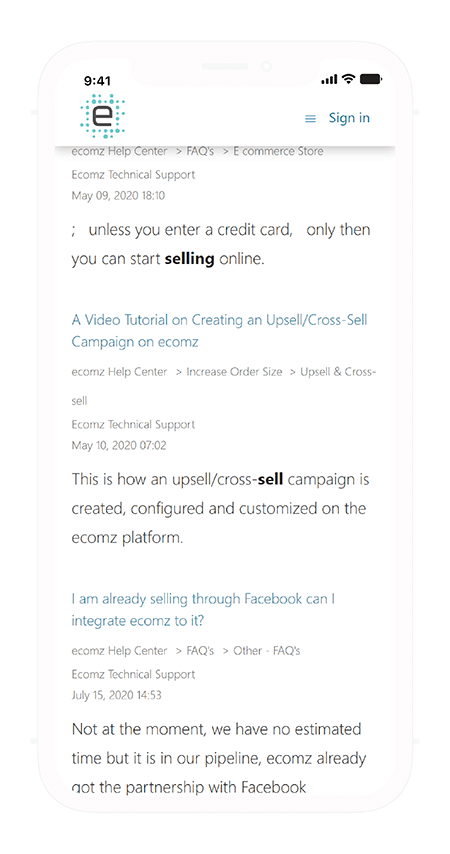 9:41
e
≡ Sign in
ecomz Help Center > FAQ's > E commerce Store
Ecomz Technical Support
May 09, 2020 18:10
; unless you enter a credit card, only then
you can start selling online.
A Video Tutorial on Creating an Upsell/Cross-Sell
Campaign on ecomz
ecomz Help Center > Increase Order Size > Upsell & Cross-
sell
Ecomz Technical Support
May 10, 2020 07:02
This is how an upsell/cross-sell campaign is
created, configured and customized on the
ecomz platform.
I am already selling through Facebook can I
integrate ecomz to it?
ecomz Help Center > FAQ's > Other - FAQ's
Ecomz Technical Support
July 15, 2020 14:53
Not at the moment, we have no estimated
time but it is in our pipeline, ecomz already
got the partnership with Facebook